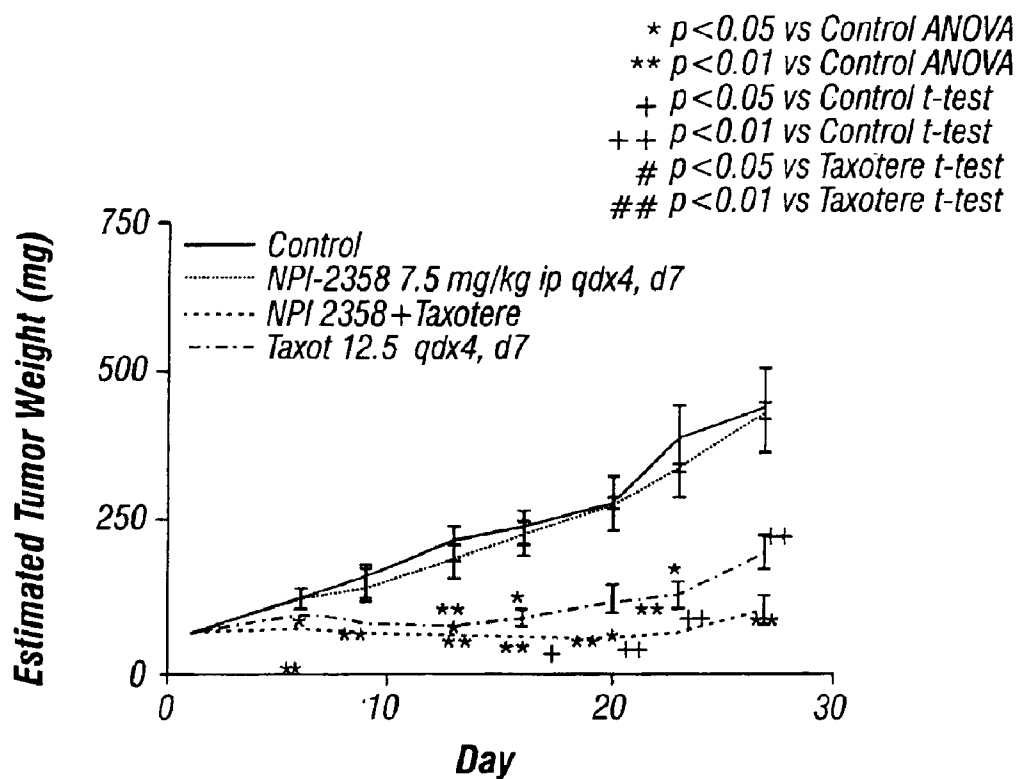 * p<0.05 vs Control ANOVA
** p<0.01 vs Control ANOVA
+ p<0.05 vs Control t-test
++ p<0.01 vs Control t-test
# p<0.05 vs Taxotere t-test
## p<0.01 vs Taxotere t-test
750
500
250
0
Estimated Tumor Weight (mg)
Control
NPI-2358 7.5 mg/kg ip qdx4, d7
NPI 2358+Taxotere
Taxot 12.5 qdx4, d7
++
*
*
** ** ++
* ** * ** ** ** * + ++ **
**
0 10 20 30
Day